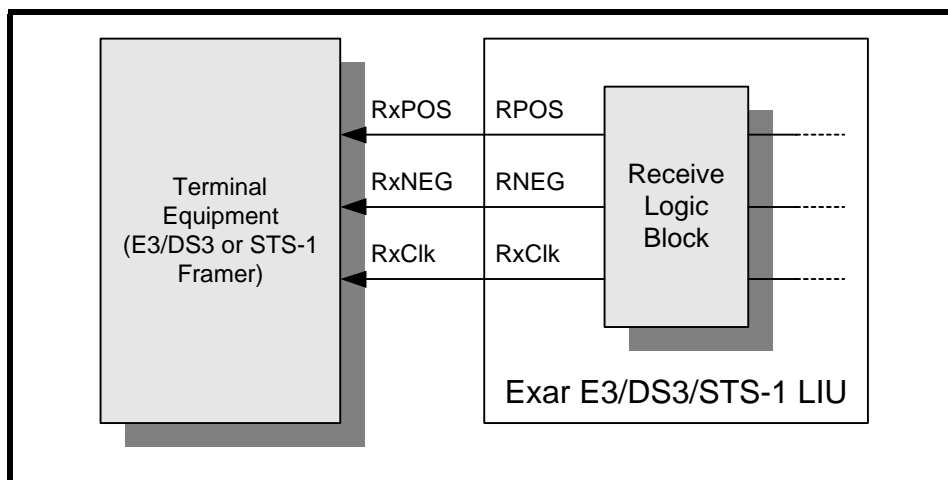 RxPOS
RPOS
RxNEG
RNEG
RxClk
RxClk
Terminal
Equipment
(E3/DS3 or STS-1
Framer)
Receive
Logic
Block
Exar E3/DS3/STS-1 LIU